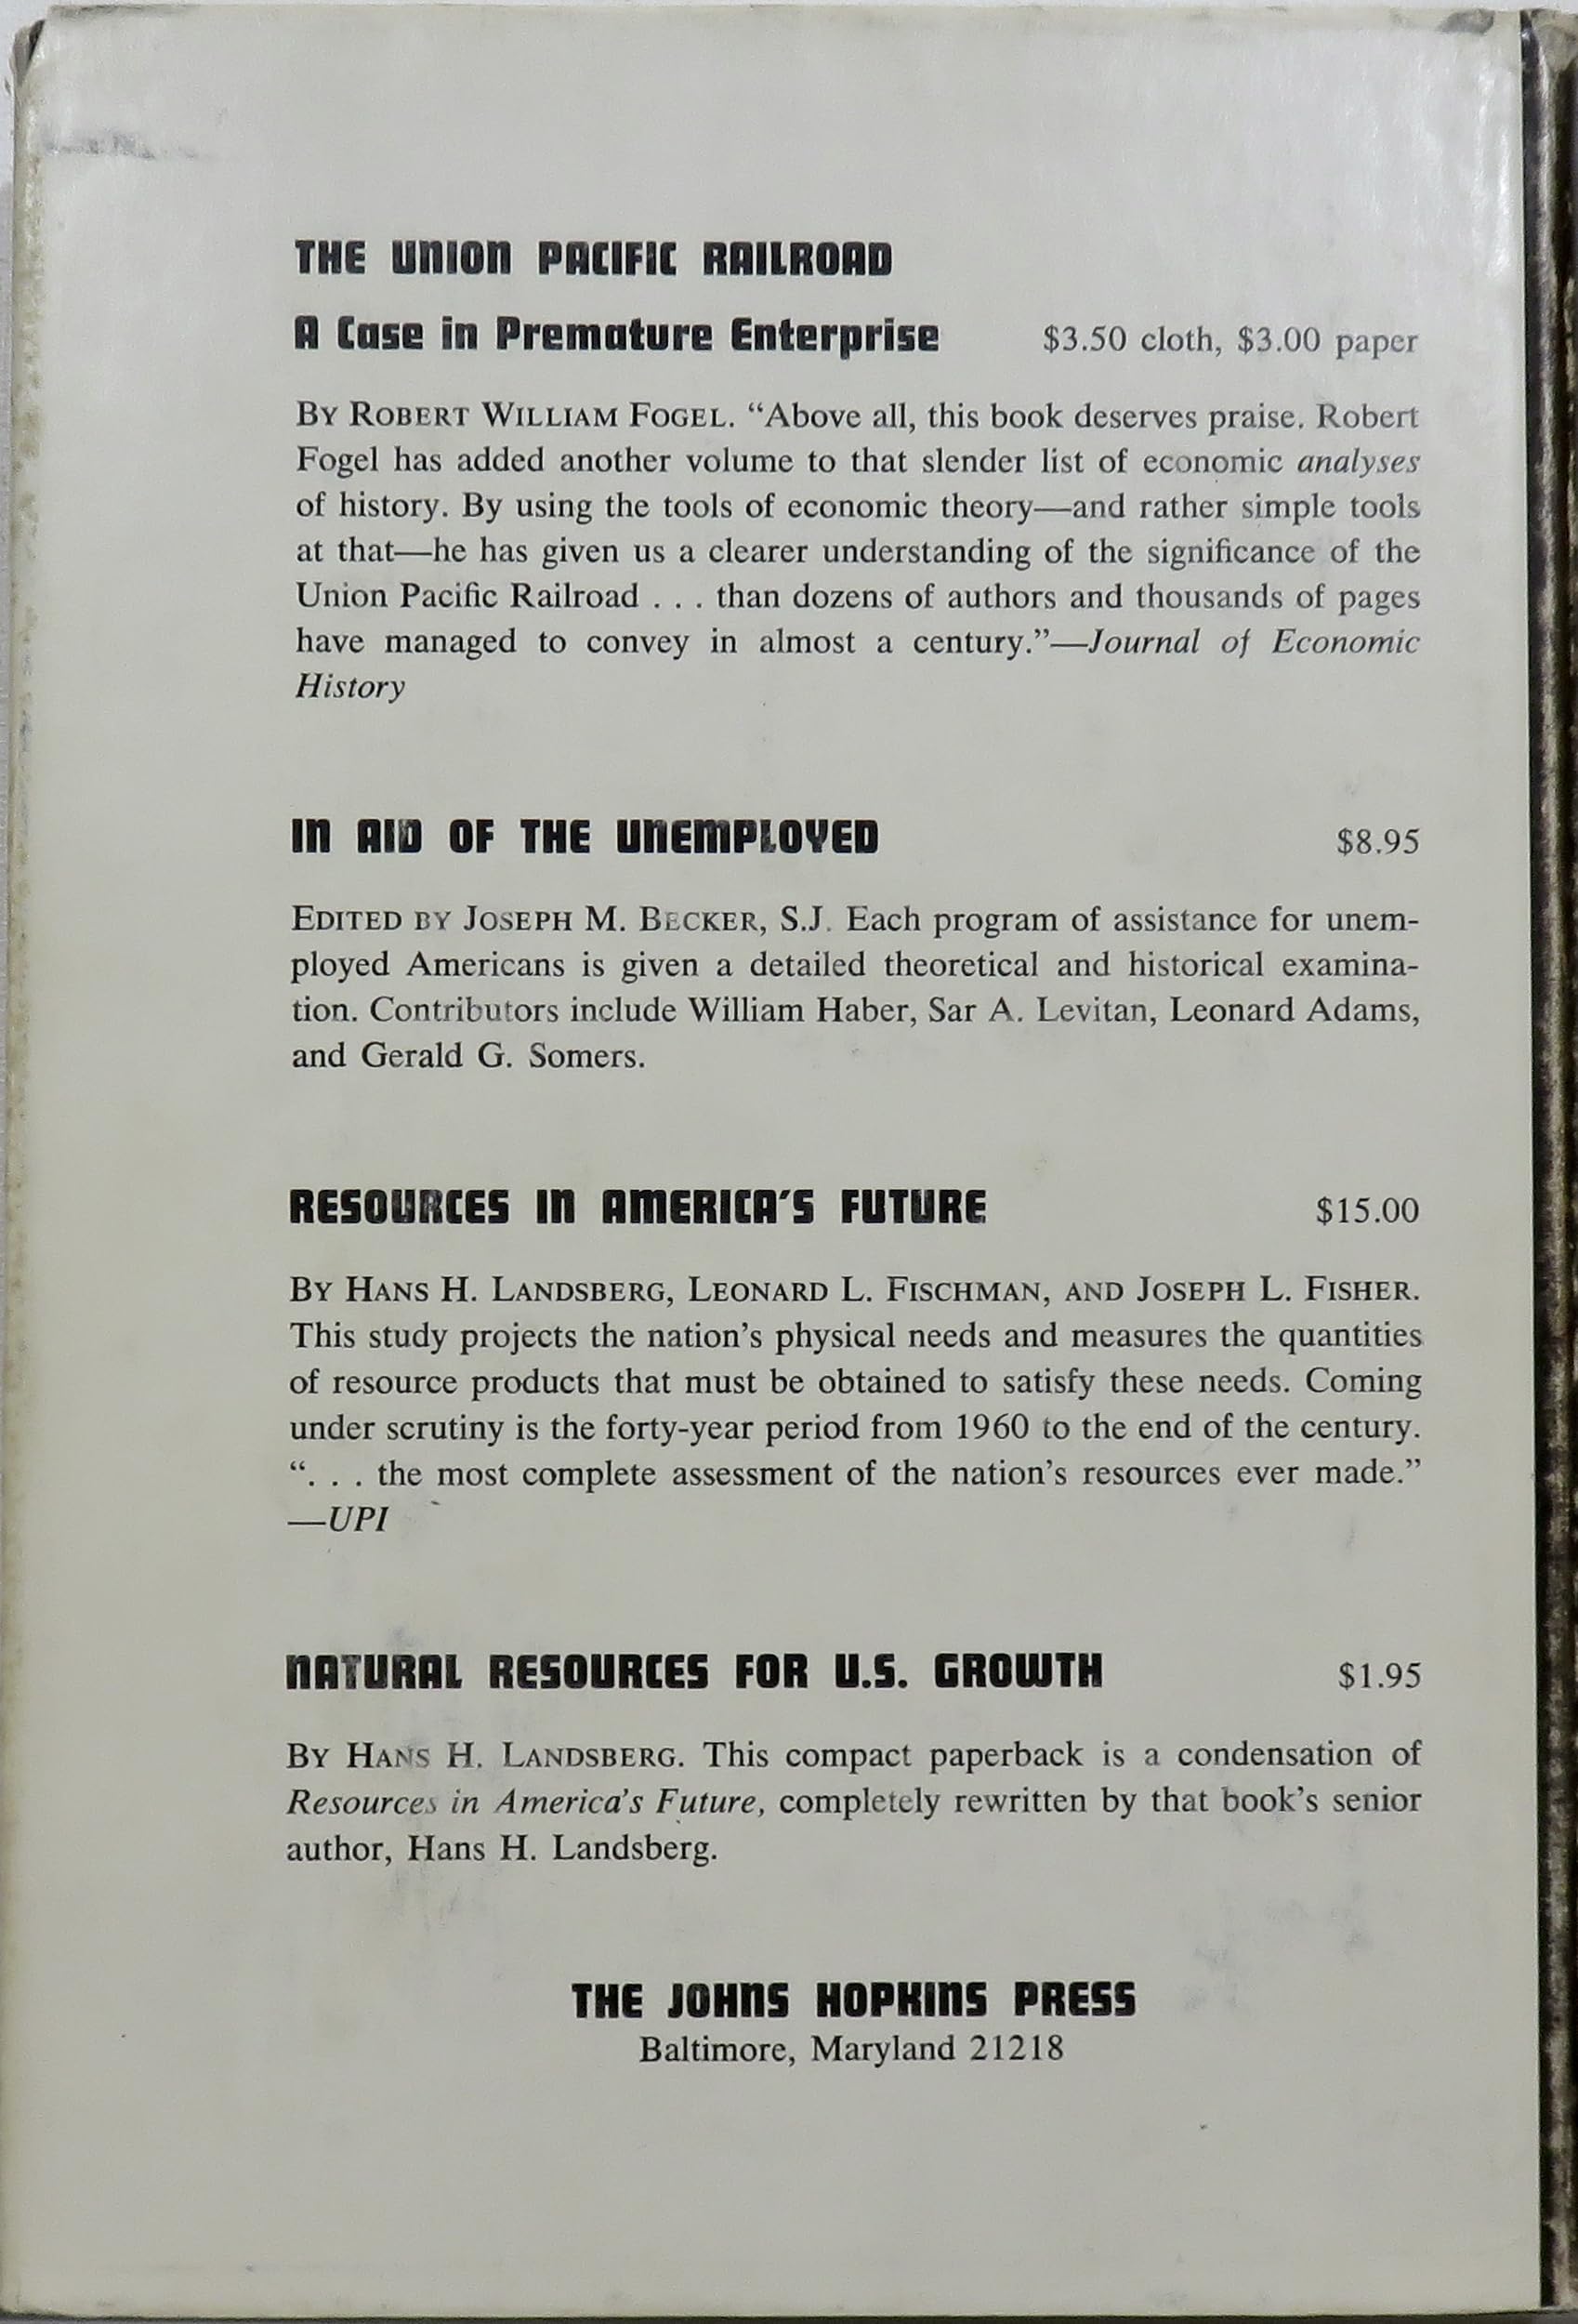 THE UNION PACIFIC RAILROAD
A Case in Premature Enterprise $3.50 cloth, $3.00 paper
BY ROBERT WILLIAM FOGEL. “Above all, this book deserves praise. Robert
Fogel has added another volume to that slender list of economic analyses
of history. By using the tools of economic theory—and rather simple tools
at that—he has given us a clearer understanding of the significance of the
Union Pacific Railroad . . . than dozens of authors and thousands of pages
have managed to convey in almost a century.”—Journal of Economic
History
IN AID OF THE UNEMPLOYED $8.95
EDITED BY JOSEPH M. BECKER, S.J. Each program of assistance for unem-
ployed Americans is given a detailed theoretical and historical examina-
tion. Contributors include William Haber, Sar A. Levitan, Leonard Adams,
and Gerald G. Somers.
RESOURCES IN AMERICA’S FUTURE $15.00
BY HANS H. LANDSBERG, LEONARD L. FISCHMAN, AND JOSEPH L. FISHER.
This study projects the nation’s physical needs and measures the quantities
of resource products that must be obtained to satisfy these needs. Coming
under scrutiny is the forty-year period from 1960 to the end of the century.
“. . . the most complete assessment of the nation’s resources ever made.”
—UPI
NATURAL RESOURCES FOR U.S. GROWTH $1.95
BY HANS H. LANDSBERG. This compact paperback is a condensation of
Resources in America’s Future, completely rewritten by that book’s senior
author, Hans H. Landsberg.
THE JOHNS HOPKINS PRESS
Baltimore, Maryland 21218